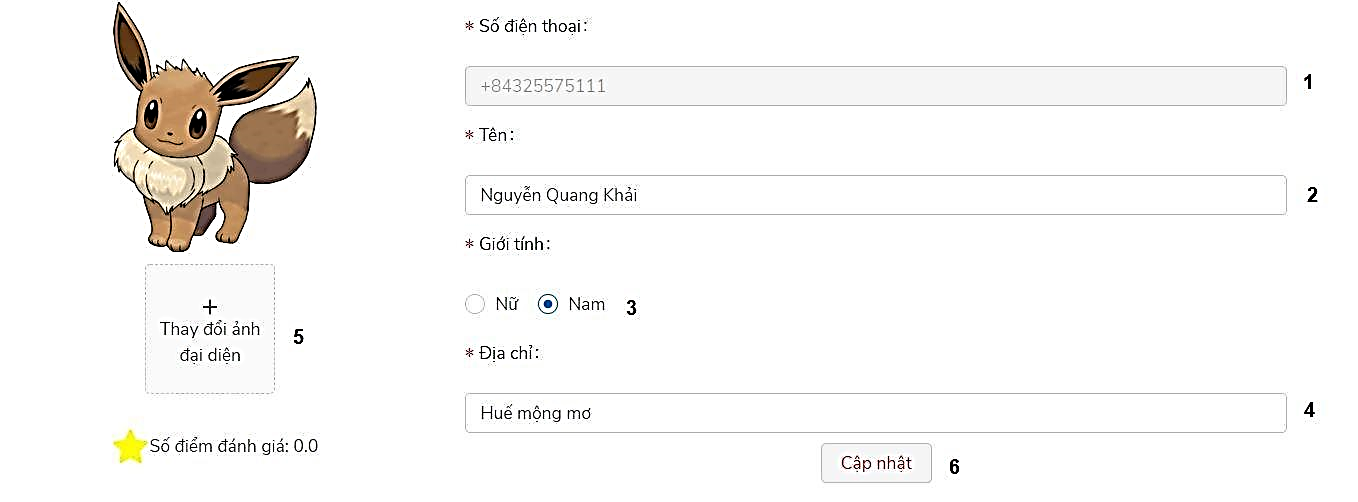 * Số điện thoại:
+84325575111 1
* Tên:
Nguyễn Quang Khải 2
* Giới tính:
Nữ Nam 3
* Địa chỉ:
Huế mộng mơ 4
Cập nhật 6
+
Thay đổi ảnh
đại diện 5
Số điểm đánh giá: 0.0